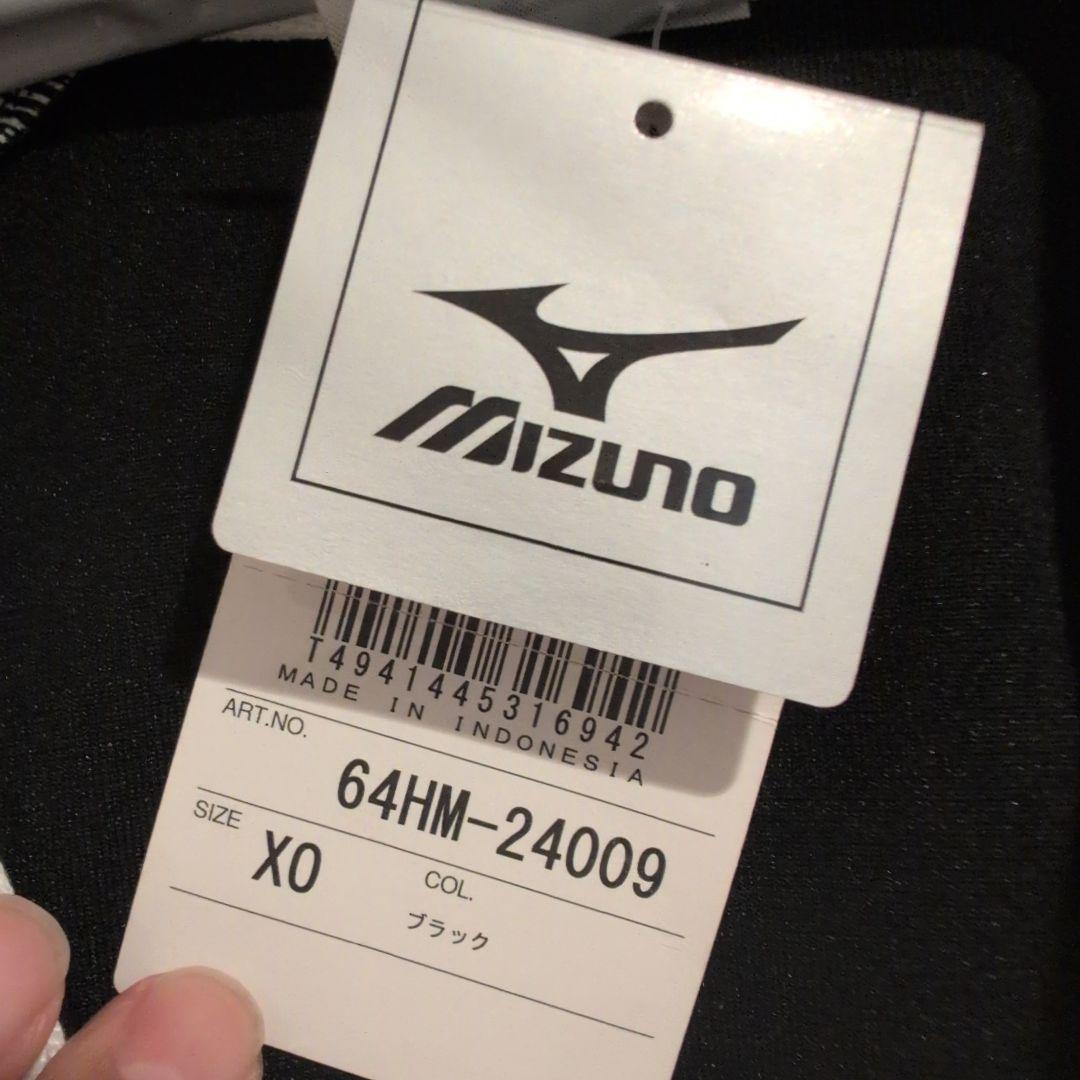 MIZUNO
T4941445316942
MADE IN INDONESIA
ART.NO.
64HM-24009
SIZE
XO
COL.
ブラック